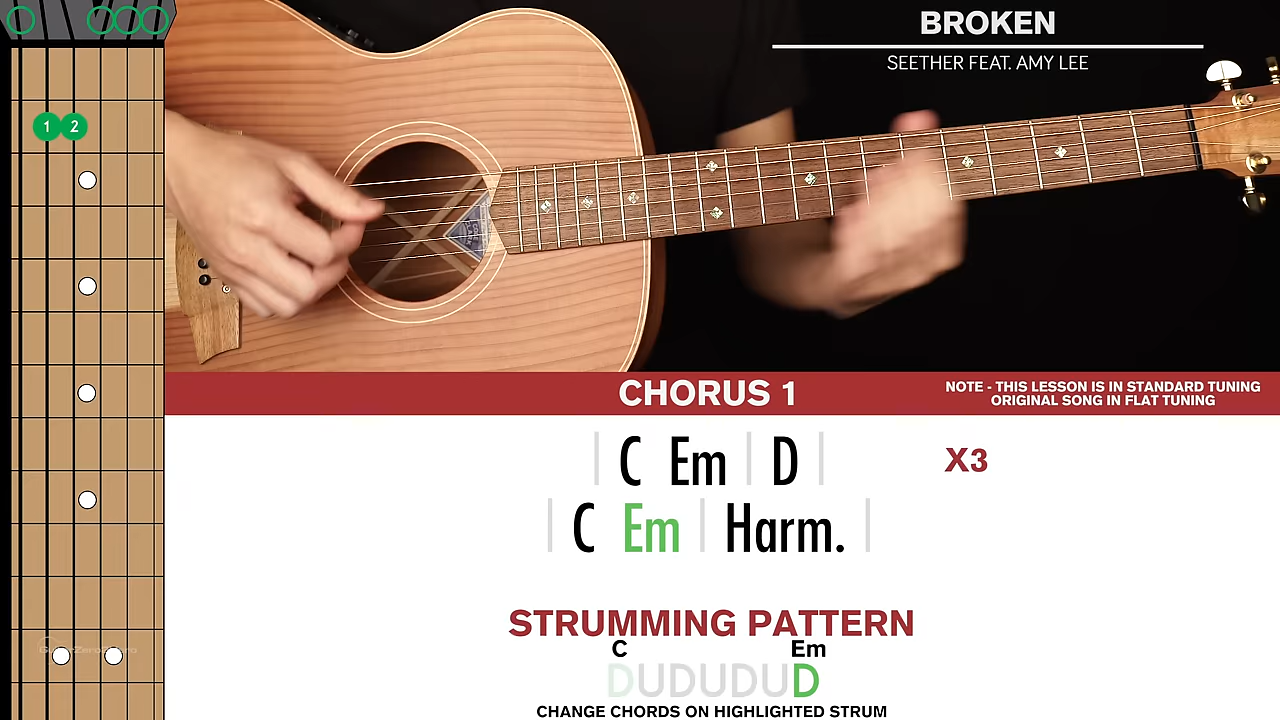 BROKEN
SEETHER FEAT. AMY LEE
1 2
CHORUS 1
NOTE - THIS LESSON IS IN STANDARD TUNING
ORIGINAL SONG IN FLAT TUNING
C Em D X3
C Em Harm.
STRUMMING PATTERN
C Em
DUDUDUD
CHANGE CHORDS ON HIGHLIGHTED STRUM